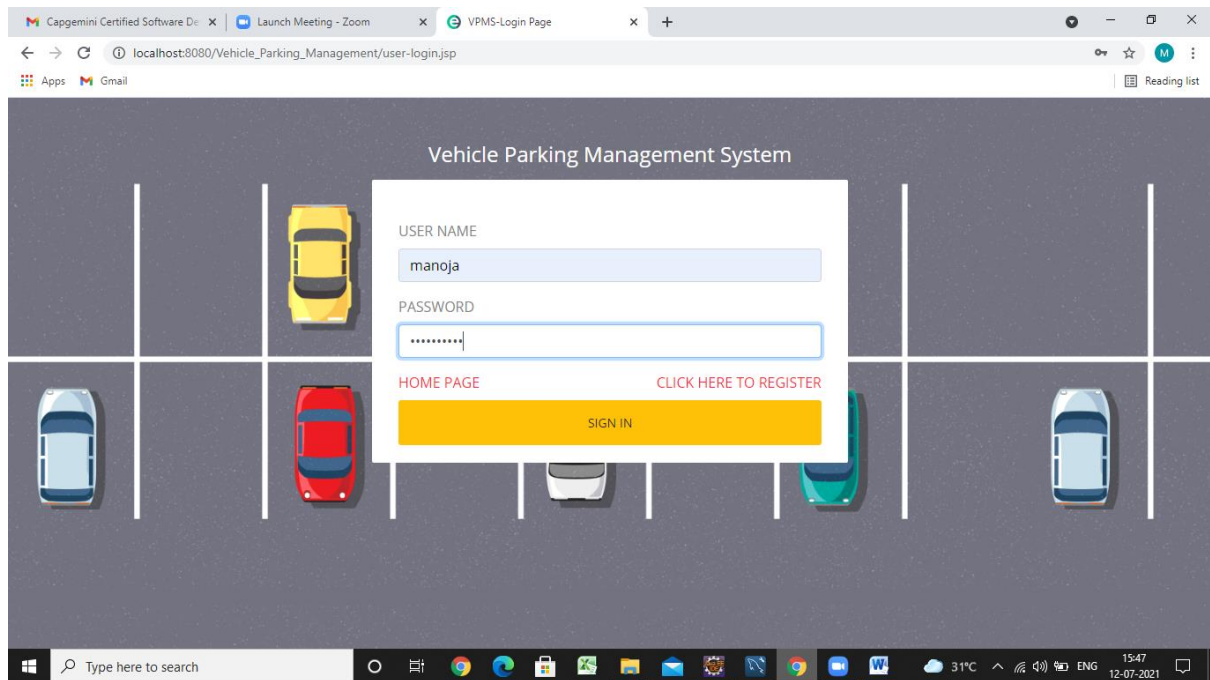 Capgemini Certified Software De
Launch Meeting - Zoom
VPMS-Login Page
localhost:8080/Vehicle_Parking_Management/user-login.jsp
M
Apps
Gmail
Reading list
Vehicle Parking Management System
USER NAME
manoja
PASSWORD
••••••••••
HOME PAGE
CLICK HERE TO REGISTER
SIGN IN
Type here to search
31°C
ENG
15:47
12-07-2021